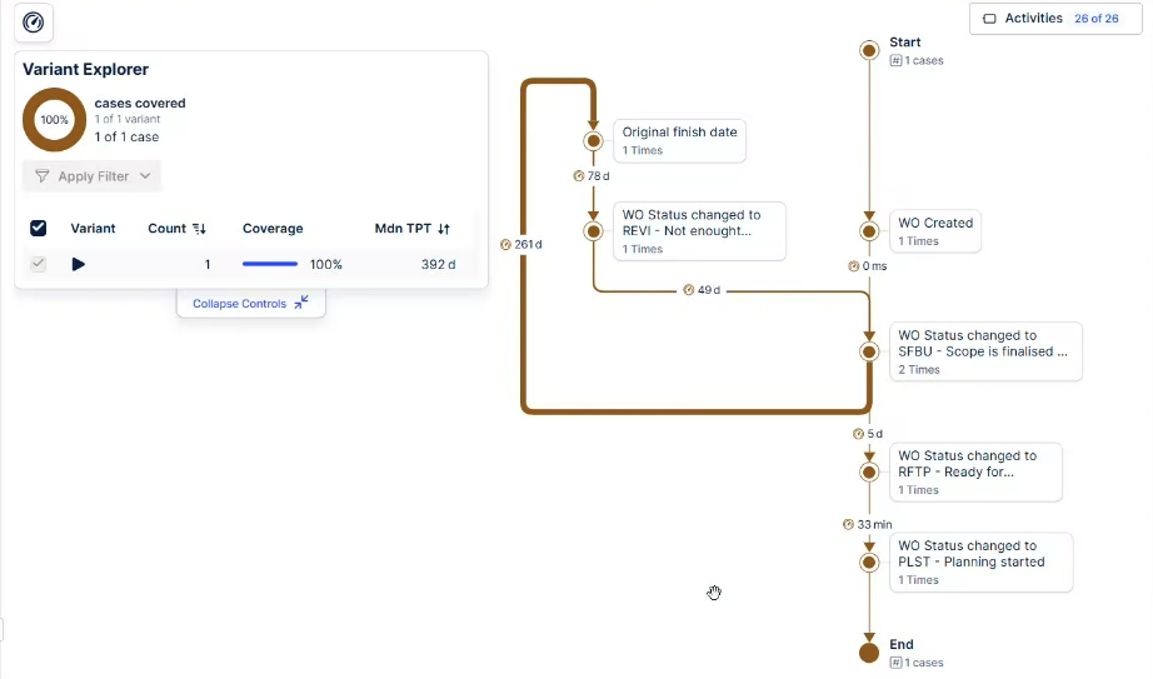 Activities 26 of 26
Variant Explorer
100%
cases covered
1 of 1 variant
1 of 1 case
Apply Filter
Variant Count Coverage Mdn TPT
1 100% 392 d
Collapse Controls
Start
1 cases
Original finish date
1 Times
78 d
WO Status changed to
REVI - Not enought...
1 Times
261 d
49 d
WO Created
1 Times
0 ms
WO Status changed to
SFBU - Scope is finalised ...
2 Times
5 d
WO Status changed to
RFTP - Ready for...
1 Times
33 min
WO Status changed to
PLST - Planning started
1 Times
End
1 cases